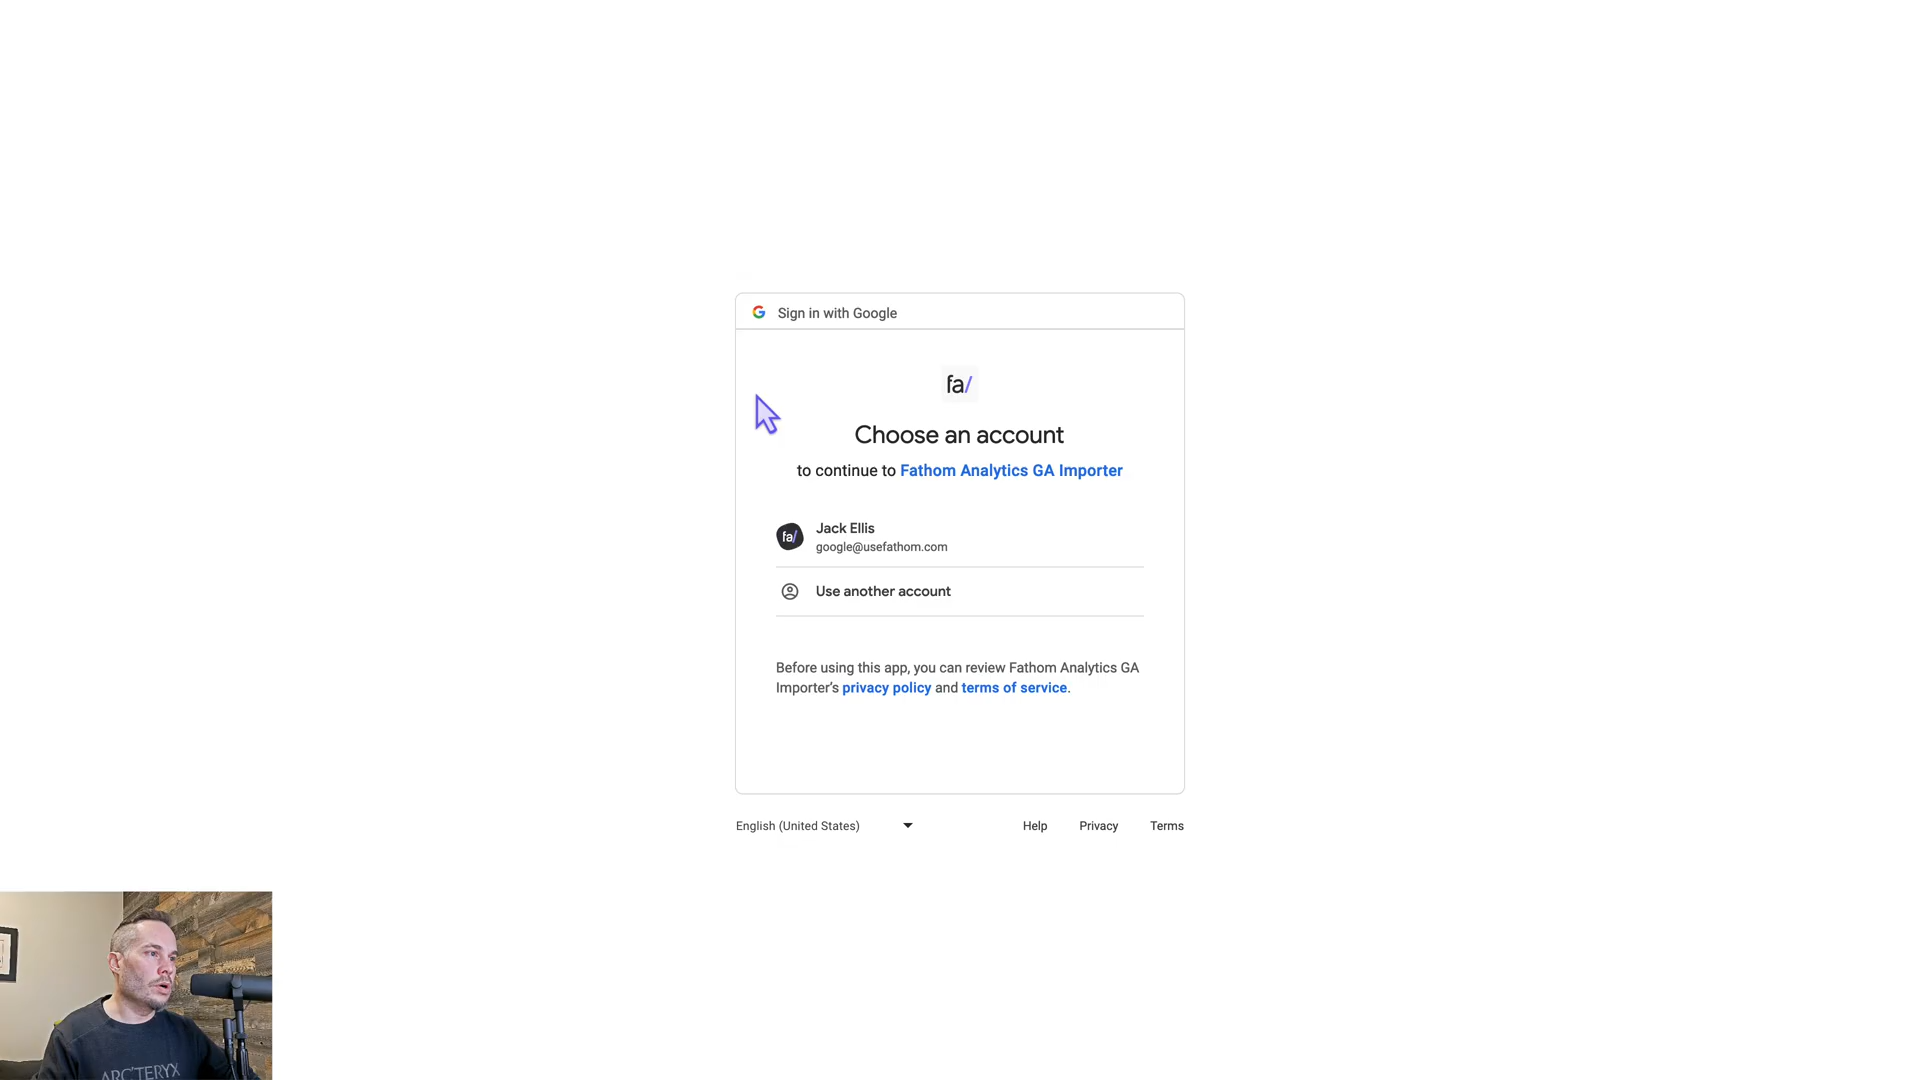 Sign in with Google
fa/
Choose an account
to continue to Fathom Analytics GA Importer
fa/
Jack Ellis
google@usefathom.com
Use another account
Before using this app, you can review Fathom Analytics GA
Importer's privacy policy and terms of service.
English (United States)
Help
Privacy
Terms
ARC'TERYX